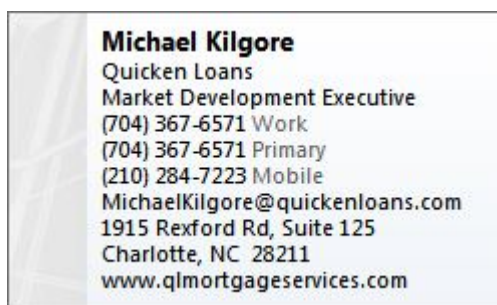 Michael Kilgore
Quicken Loans
Market Development Executive
(704) 367-6571 Work
(704) 367-6571 Primary
(210) 284-7223 Mobile
MichaelKilgore@quickenloans.com
1915 Rexford Rd, Suite 125
Charlotte, NC  28211
www.qlmortgageservices.com